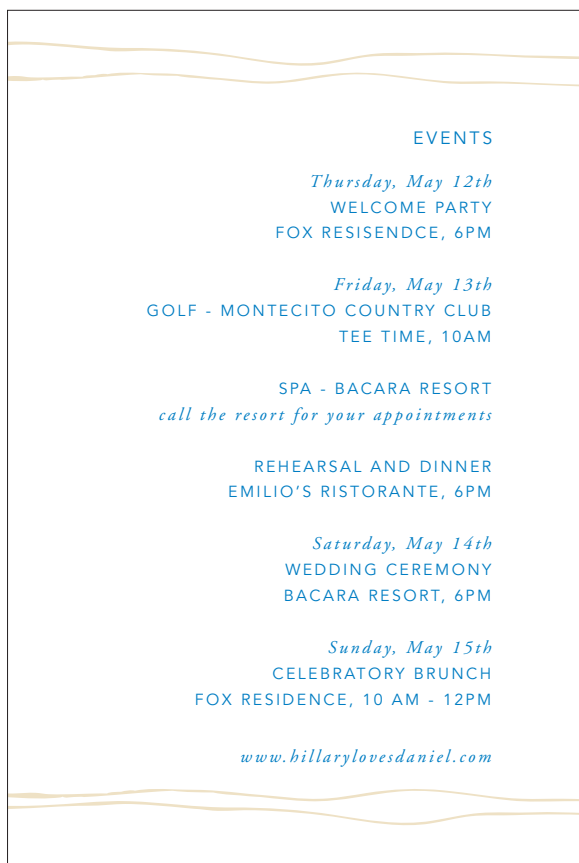 EVENTS
Thursday, May 12th
WELCOME PARTY
FOX RESISENDCE, 6PM
Friday, May 13th
GOLF - MONTECITO COUNTRY CLUB
TEE TIME, 10AM
SPA - BACARA RESORT
call the resort for your appointments
REHEARSAL AND DINNER
EMILIO’S RISTORANTE, 6PM
Saturday, May 14th
WEDDING CEREMONY
BACARA RESORT, 6PM
Sunday, May 15th
CELEBRATORY BRUNCH
FOX RESIDENCE, 10 AM - 12PM
www.hillarylovesdaniel.com